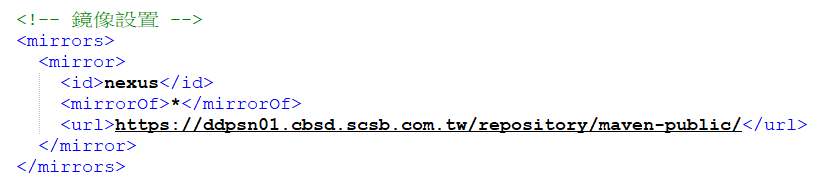 <!-- 鏡像設置 -->
<mirrors>
<mirror>
<id>nexus</id>
<mirrorOf>*</mirrorOf>
<url>https://ddpsn01.cbsd.scsb.com.tw/repository/maven-public/</url>
</mirror>
</mirrors>